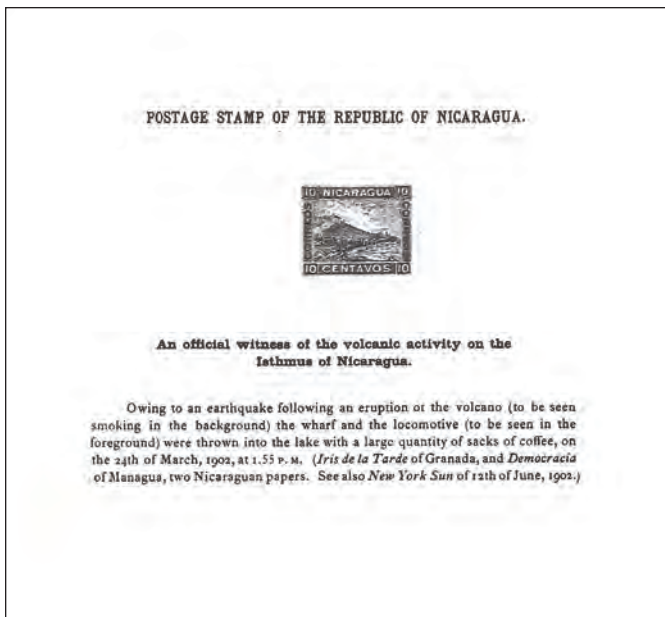 POSTAGE STAMP OF THE REPUBLIC OF NICARAGUA.
10 NICARAGUA 10
10 CENTAVOS 10
An official witness of the volcanic activity on the
Isthmus of Nicaragua.
Owing to an earthquake following an eruption of the volcano (to be seen
smoking in the background) the wharf and the locomotive (to be seen in the
foreground) were thrown into the lake with a large quantity of sacks of coffee, on
the 24th of March, 1902, at 1.55 P. M. (Iris de la Tarde of Granada, and Democracia
of Managua, two Nicaraguan papers. See also New York Sun of 12th of June, 1902.)